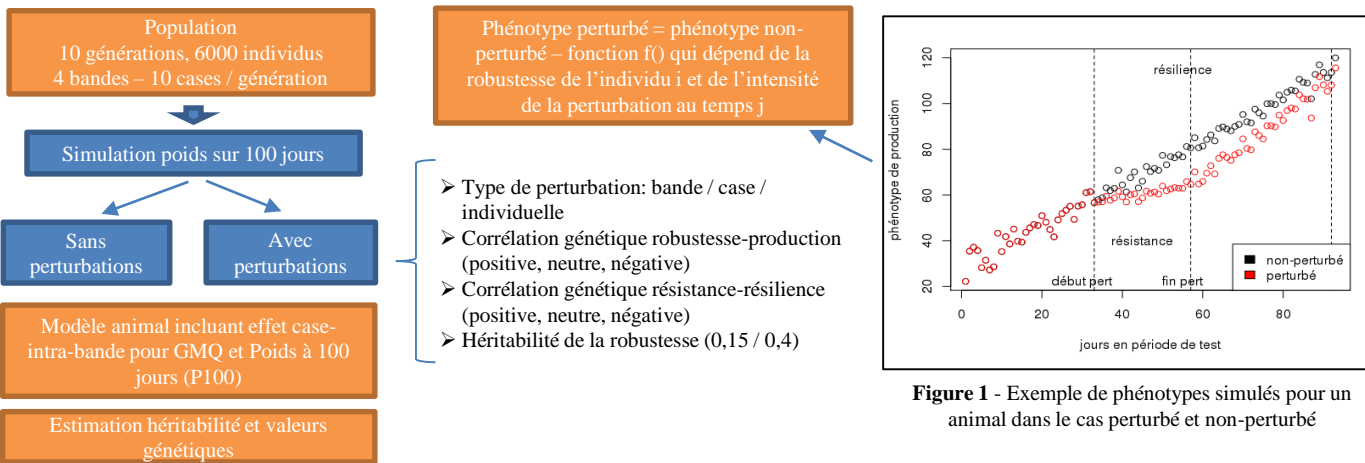 Population
10 générations, 6000 individus
4 bandes – 10 cases / génération
Simulation poids sur 100 jours
Sans
perturbations
Avec
perturbations
Modèle animal incluant effet case-
intra-bande pour GMQ et Poids à 100
jours (P100)
Estimation héritabilité et valeurs
génétiques
Phénotype perturbé = phénotype non-
perturbé – fonction f() qui dépend de la
robustesse de l’individu i et de l’intensité
de la perturbation au temps j
➢ Type de perturbation: bande / case /
individuelle
➢ Corrélation génétique robustesse-production
(positive, neutre, négative)
➢ Corrélation génétique résistance-résilience
(positive, neutre, négative)
➢ Héritabilité de la robustesse (0,15 / 0,4)
phénotype de production
120
100
80
60
40
20
résilience
résistance
début pert
fin pert
non-perturbé
perturbé
0
20
40
60
80
jours en période de test
Figure 1 - Exemple de phénotypes simulés pour un
animal dans le cas perturbé et non-perturbé